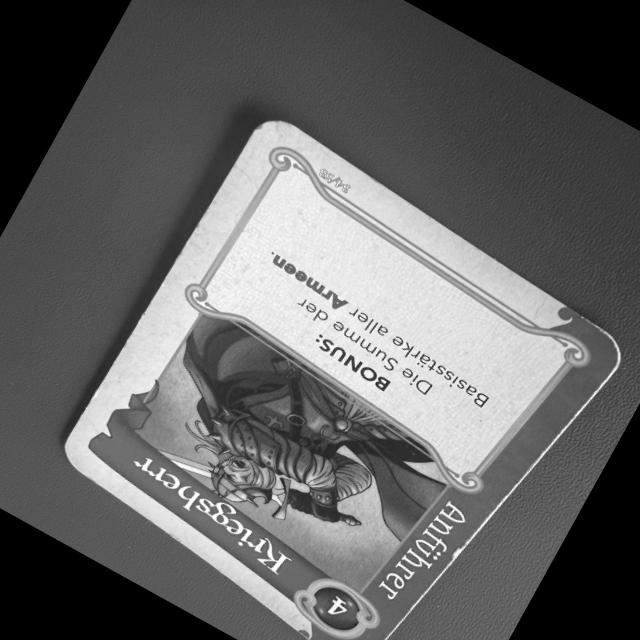 4
Kriegsherr
Anführer
BONUS:
Die Summe der
Basisstärke aller Armeen.